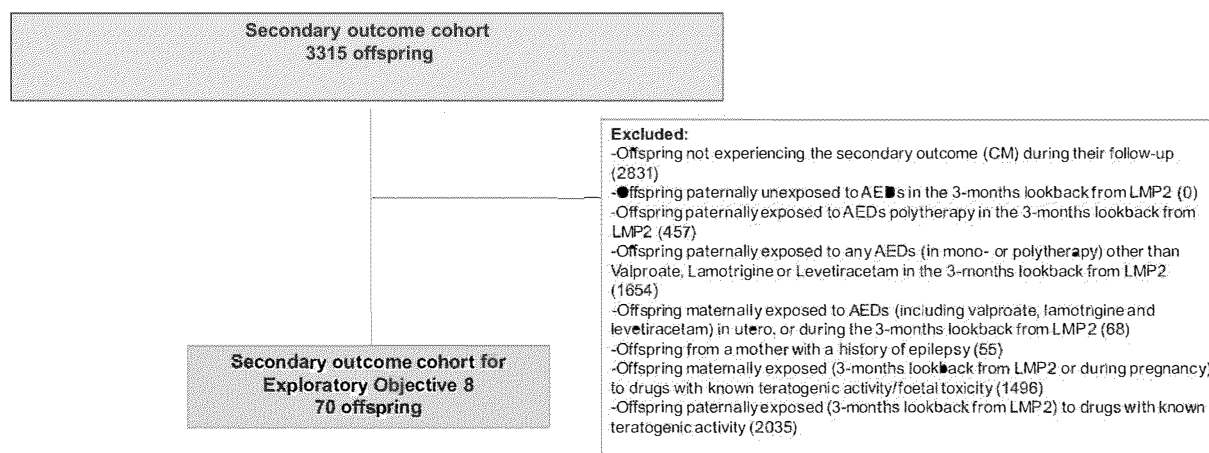 Secondary outcome cohort
3315 offspring
Excluded:
-Offspring not experiencing the secondary outcome (CM) during their follow-up
(2831)
-Offspring paternally unexposed to AEDs in the 3-months lookback from LMP2 (0)
-Offspring paternally exposed to AEDs polytherapy in the 3-months lookback from
LMP2 (457)
-Offspring paternally exposed to any AEDs (in mono- or polytherapy) other than
Valproate, Lamotrigine or Levetiracetam in the 3-months lookback from LMP2
(1654)
-Offspring maternally exposed to AEDs (including valproate, lamotrigine and
levetiracetam) in utero, or during the 3-months lookback from LMP2 (68)
-Offspring from a mother with a history of epilepsy (55)
-Offspring maternally exposed (3-months lookback from LMP2 or during pregnancy)
to drugs with known teratogenic activity/foetal toxicity (1496)
-Offspring paternally exposed (3-months lookback from LMP2) to drugs with known
teratogenic activity (2035)
Secondary outcome cohort for
Exploratory Objective 8
70 offspring